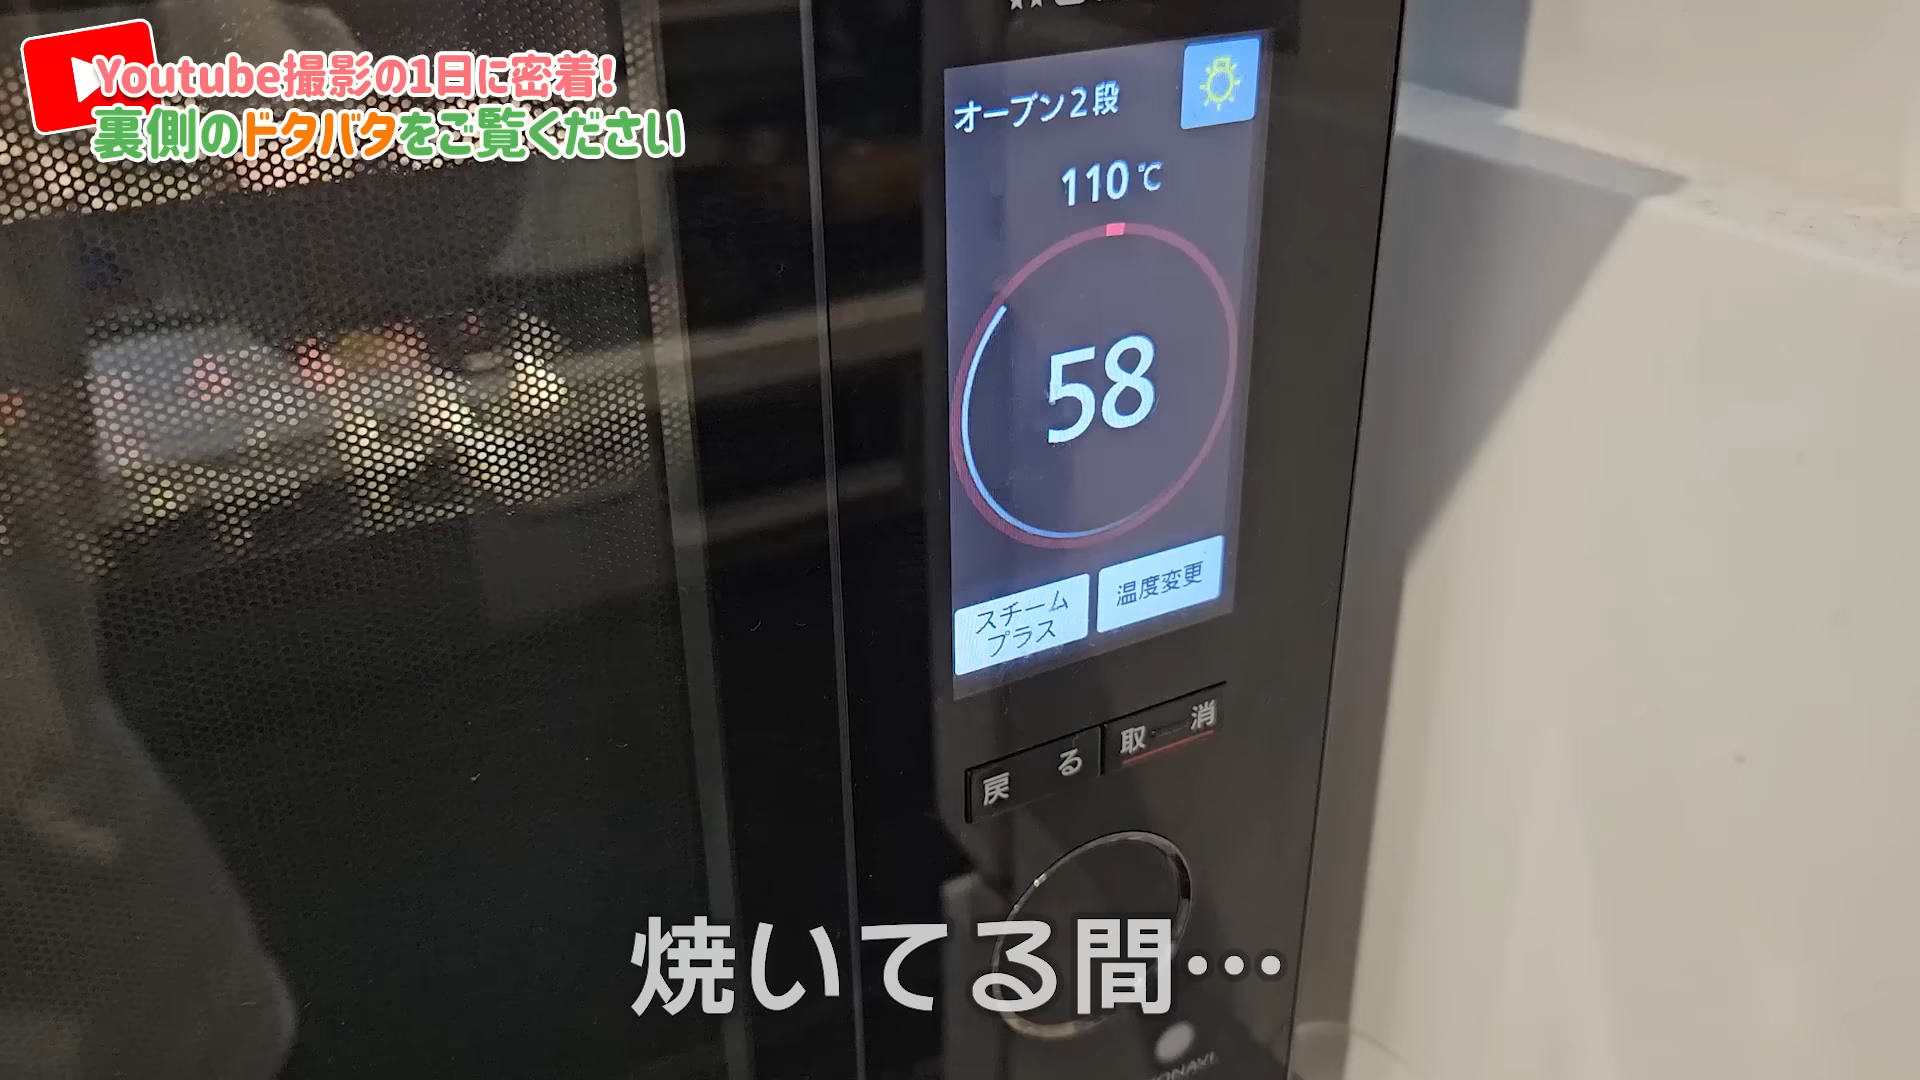 Youtube撮影の1日に密着!
裏側のドタバタをご覧ください
オーブン2段
110℃
58
スチーム
プラス
温度変更
戻る
取消
焼いてる間…